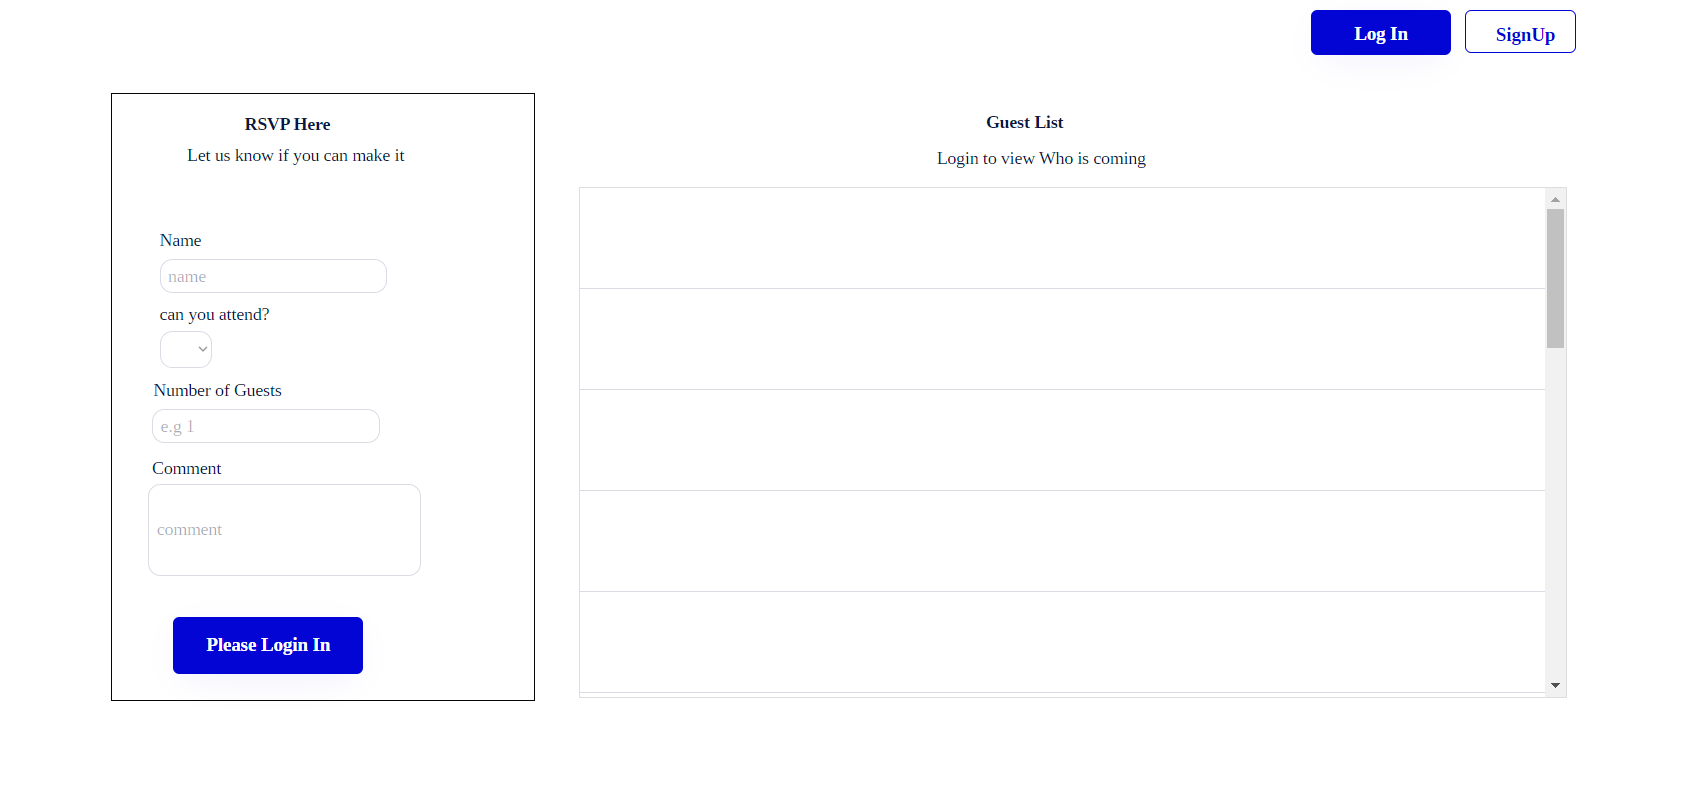 Log In
SignUp
RSVP Here
Let us know if you can make it
Name
name
can you attend?
Number of Guests
e.g 1
Comment
comment
Please Login In
Guest List
Login to view Who is coming